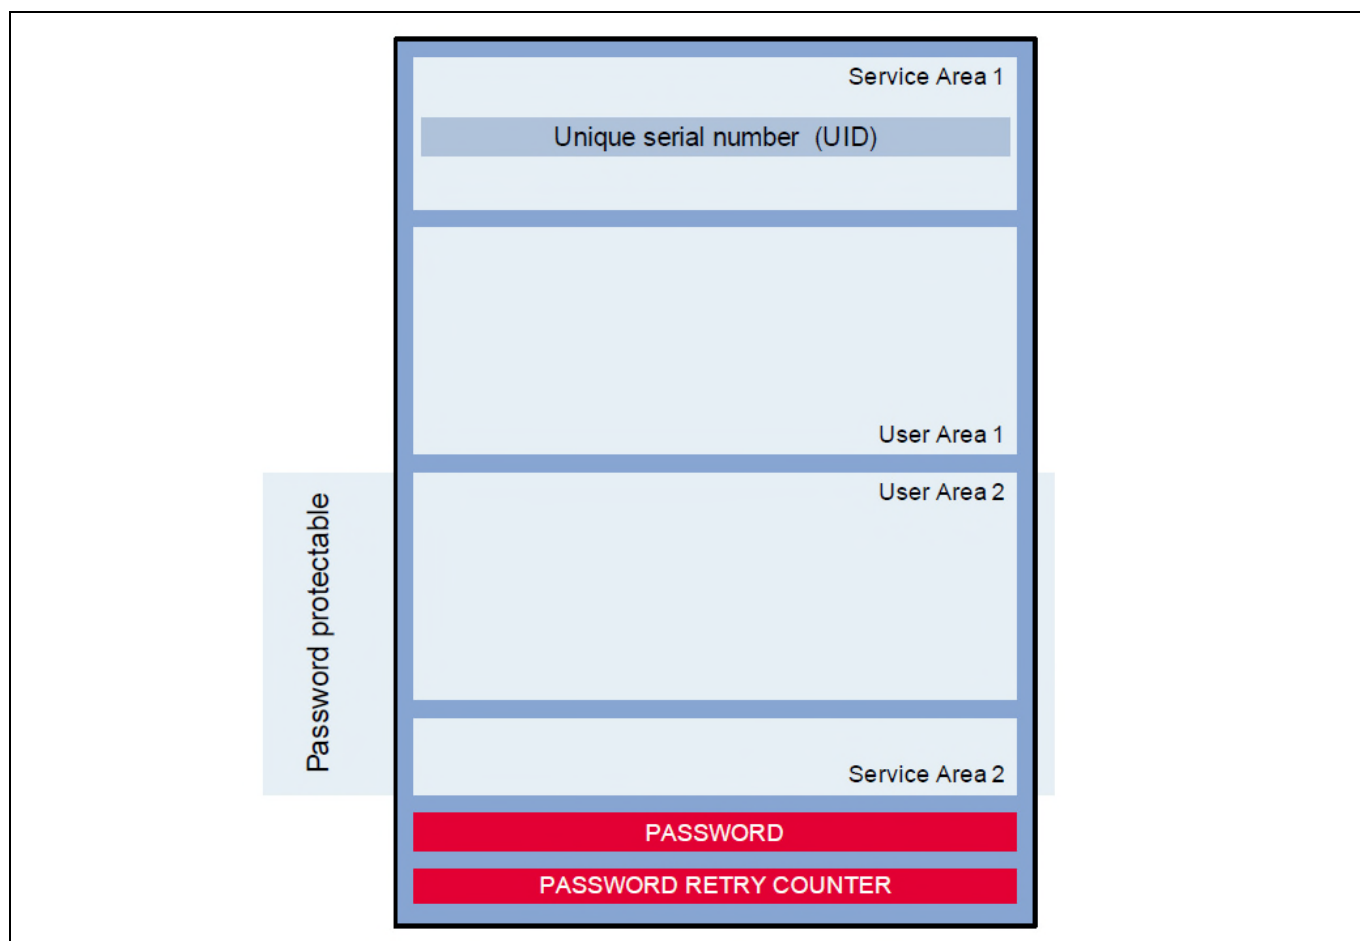 Service Area 1
Unique serial number (UID)
User Area 1
User Area 2
Password protectable
Service Area 2
PASSWORD
PASSWORD RETRY COUNTER